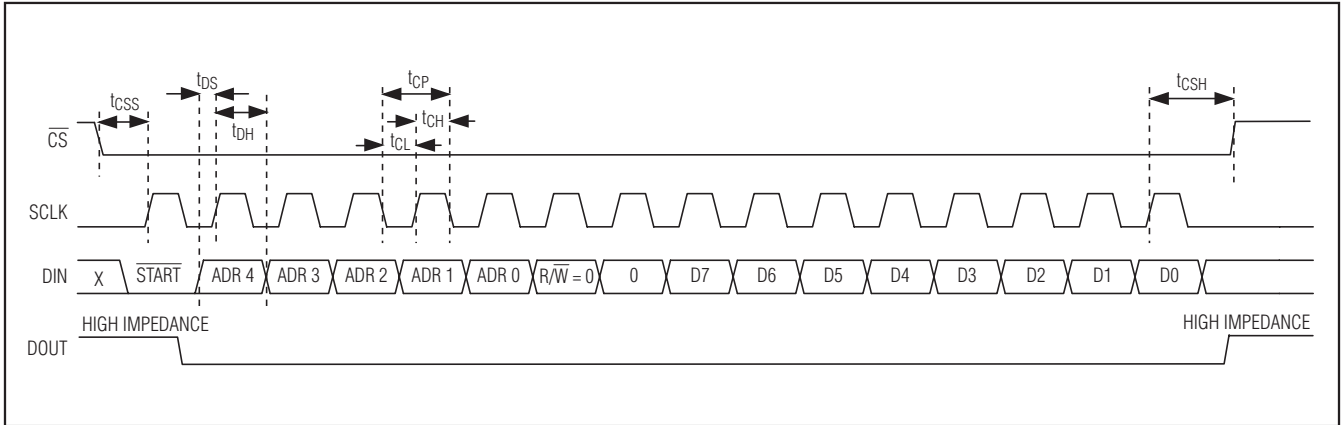 tDS
tCP
tCSS
tCSH
tDH
tCH
tCL
CS
SCLK
DIN X START ADR 4 ADR 3 ADR 2 ADR 1 ADR 0 R/W = 0 0 D7 D6 D5 D4 D3 D2 D1 D0
HIGH IMPEDANCE HIGH IMPEDANCE
DOUT